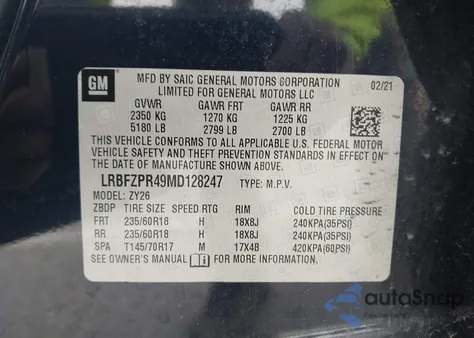 GM
MFD BY SAIC GENERAL MOTORS CORPORATION
LIMITED FOR GENERAL MOTORS LLC
02/21
GVWR GAWR FRT GAWR RR
2350 KG 1270 KG 1225 KG
5180 LB 2799 LB 2700 LB
THIS VEHICLE CONFORMS TO ALL APPLICABLE U.S. FEDERAL MOTOR
VEHICLE SAFETY AND THEFT PREVENTION STANDARDS IN EFFECT ON
THE DATE OF MANUFACTURE SHOWN ABOVE.
LRBFZPR49MD128247 TYPE: M.P.V.
MODEL: ZY26
ZBDP TIRE SIZE SPEED RTG RIM COLD TIRE PRESSURE
FRT 235/60R18 H 18X8J 240KPA(35PSI)
RR 235/60R18 H 18X8J 240KPA(35PSI)
SPA T145/70R17 M 17X4B 420KPA(60PSI)
SEE OWNER'S MANUAL FOR MORE INFORMATION.
autoSnap